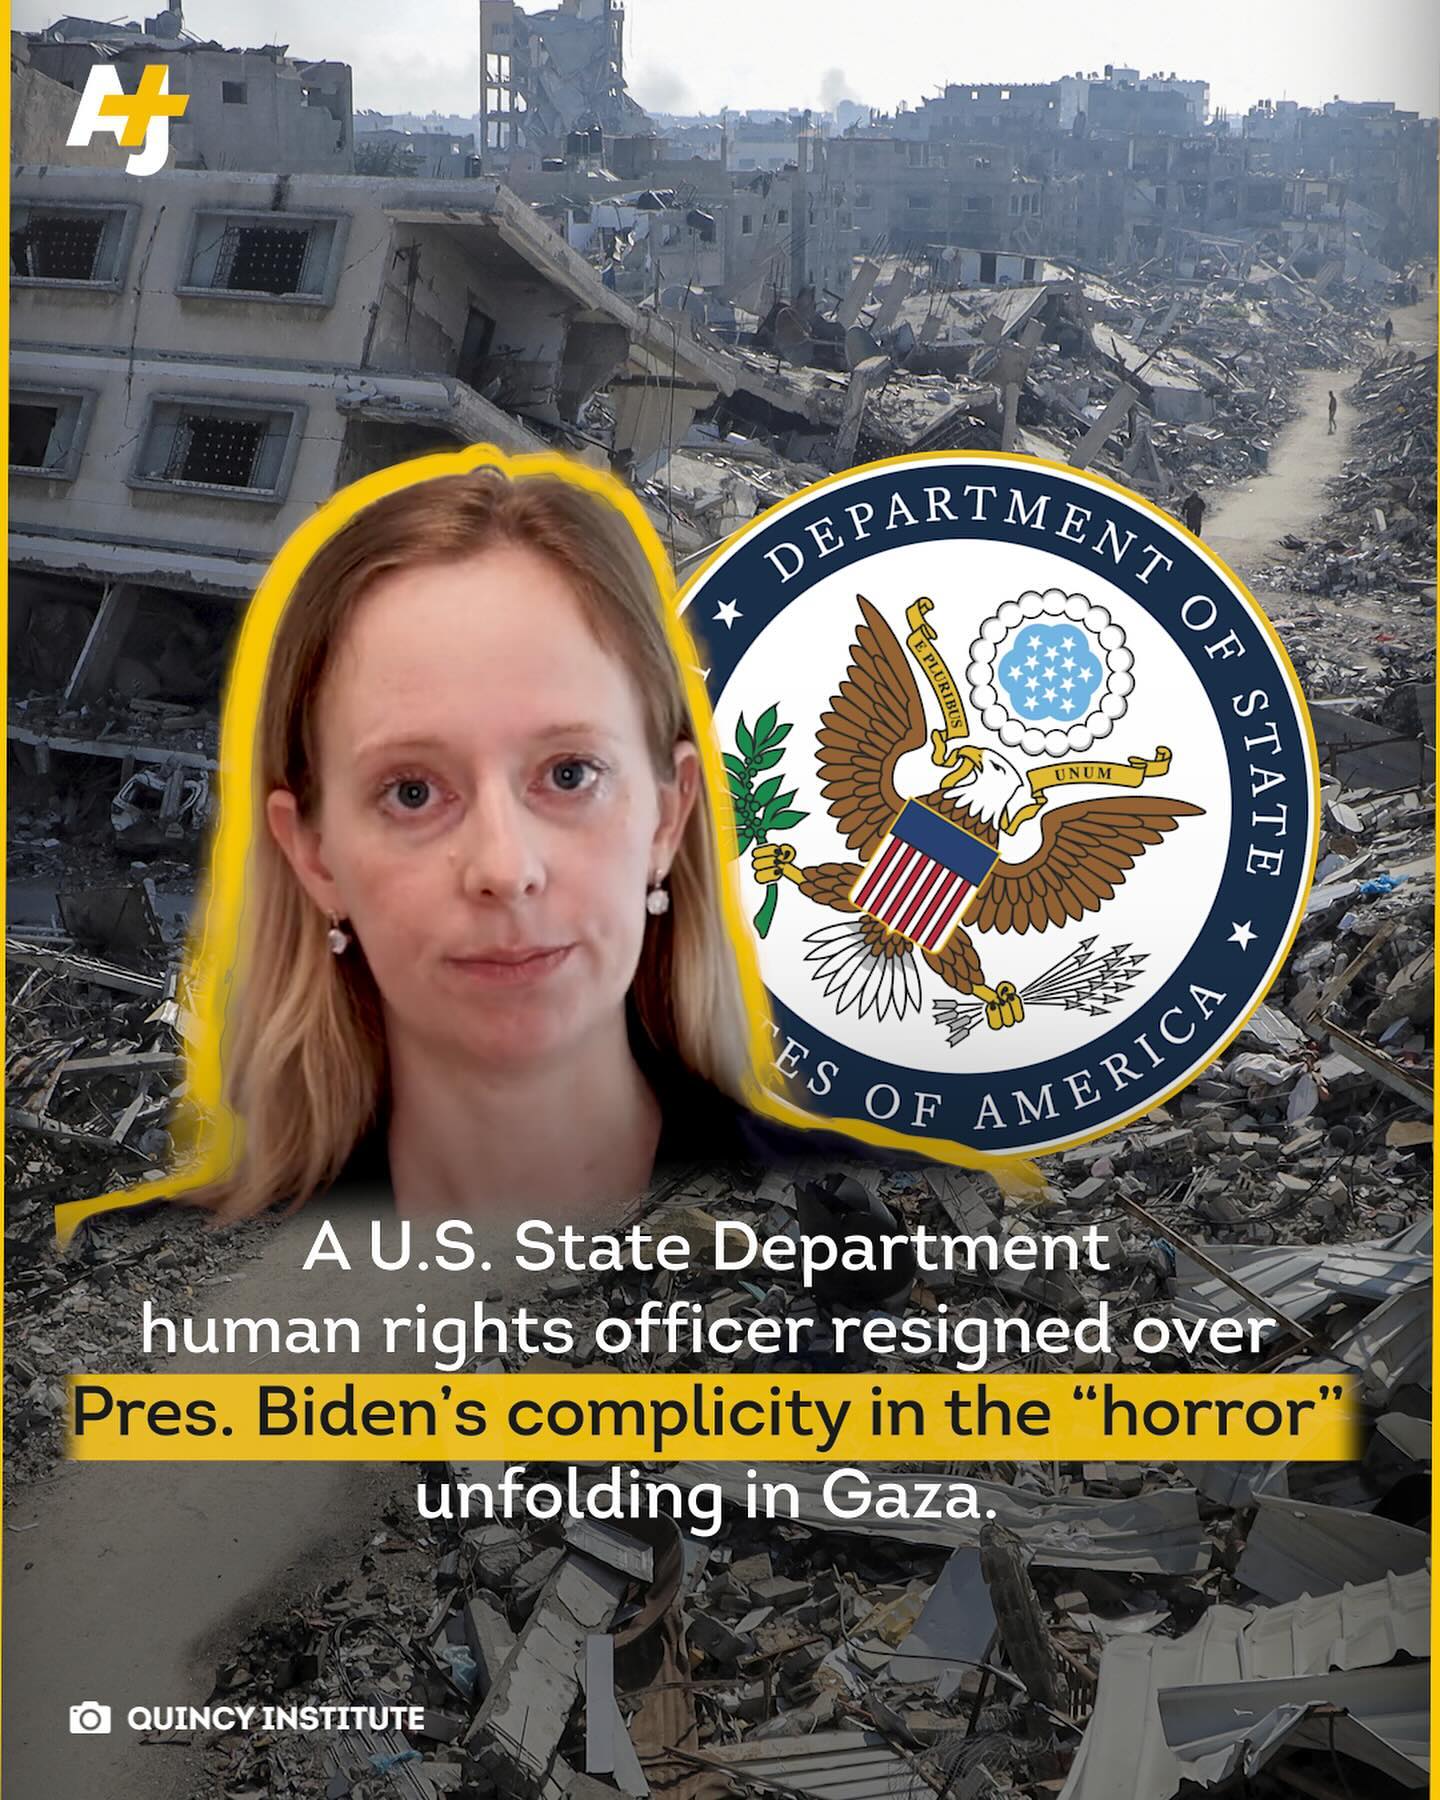 AJ+
DEPARTMENT OF STATE
ES OF AMERICA
E PLURIBUS
UNUM
A U.S. State Department
human rights officer resigned over
Pres. Biden’s complicity in the “horror”
unfolding in Gaza.
QUINCY INSTITUTE